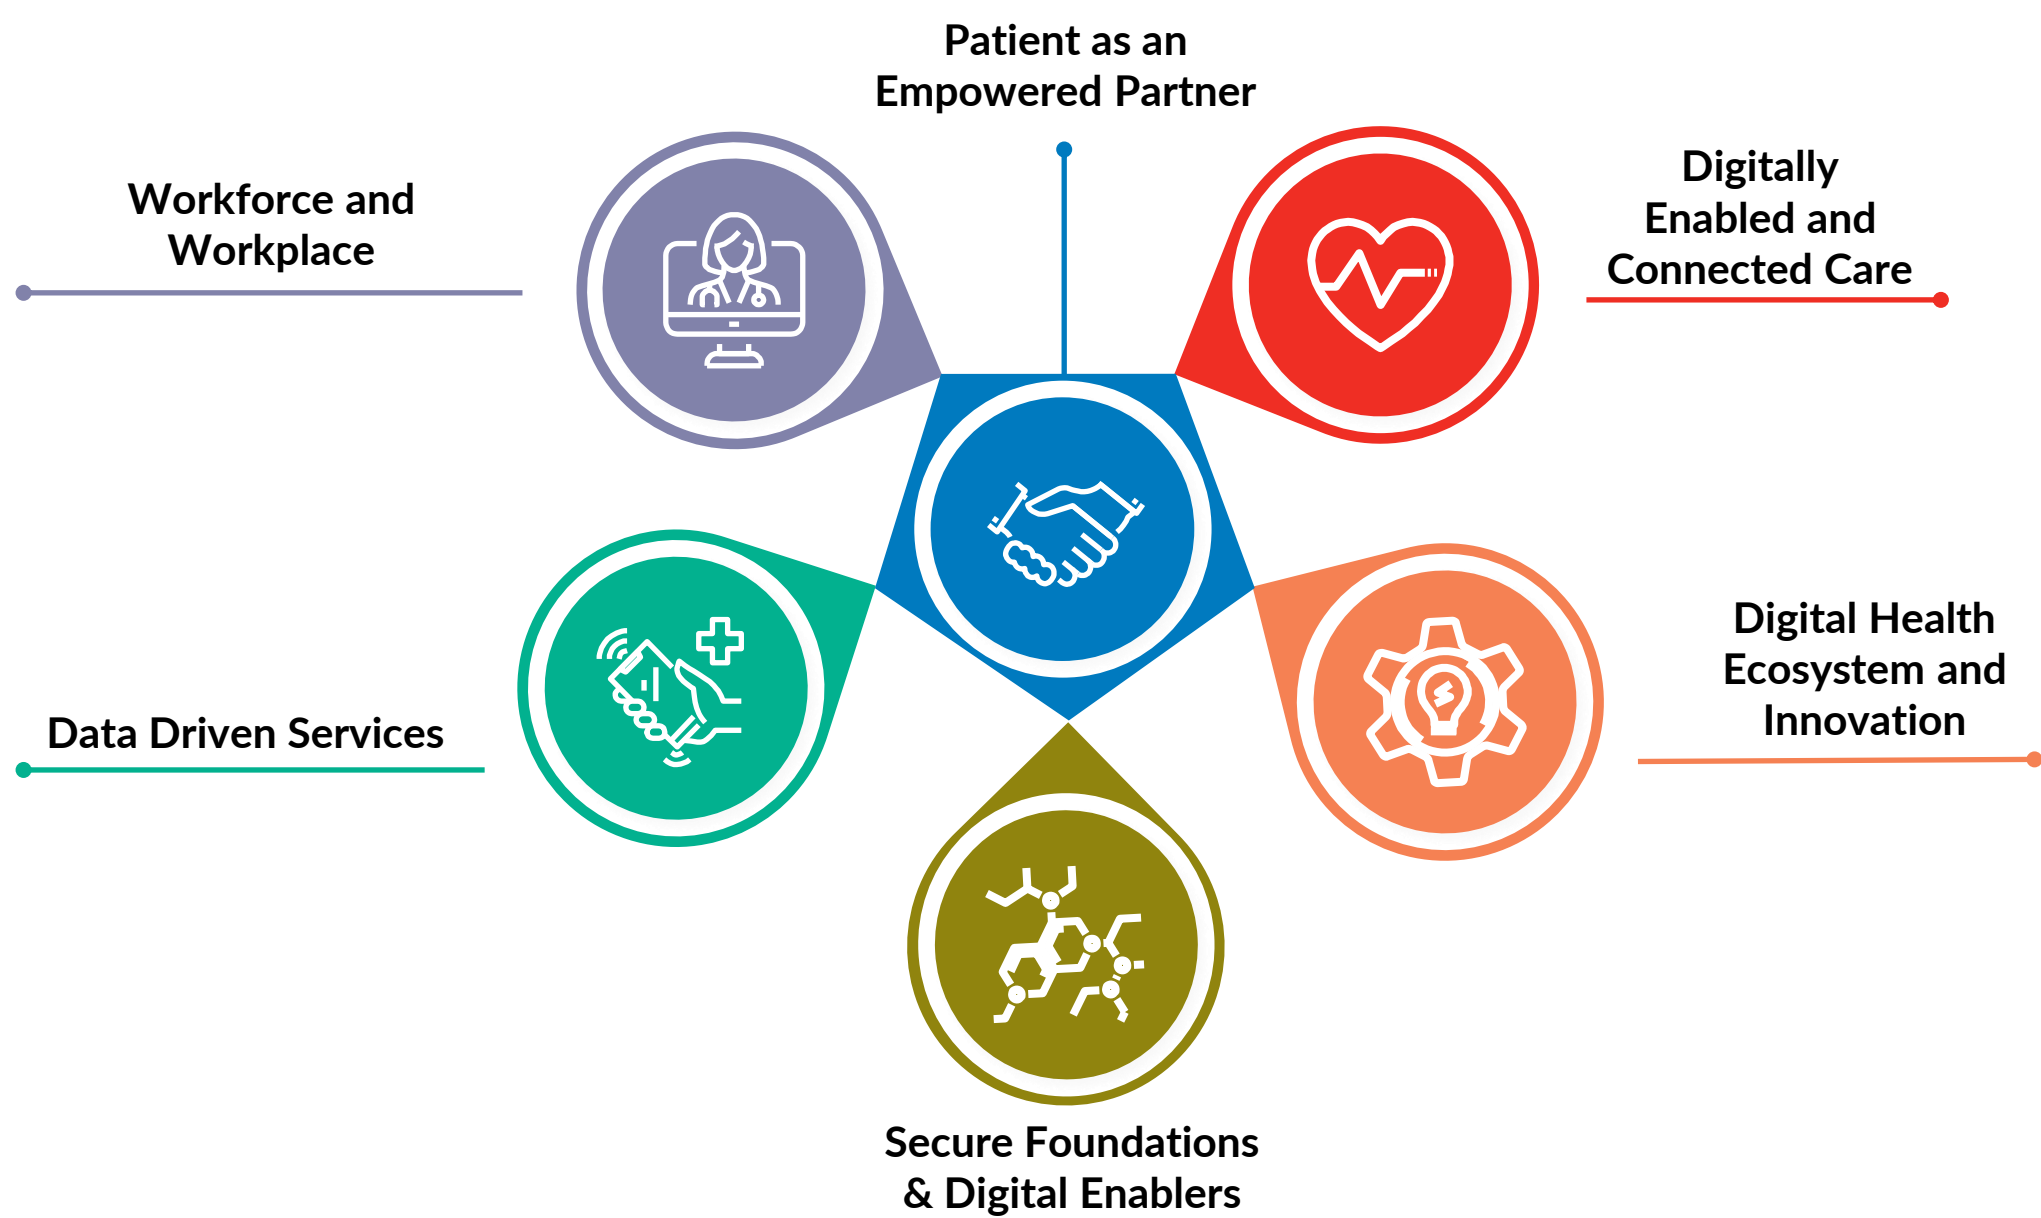 Patient as an
Empowered Partner
Workforce and
Workplace
Digitally
Enabled and
Connected Care
Data Driven Services
Digital Health
Ecosystem and
Innovation
Secure Foundations
& Digital Enablers